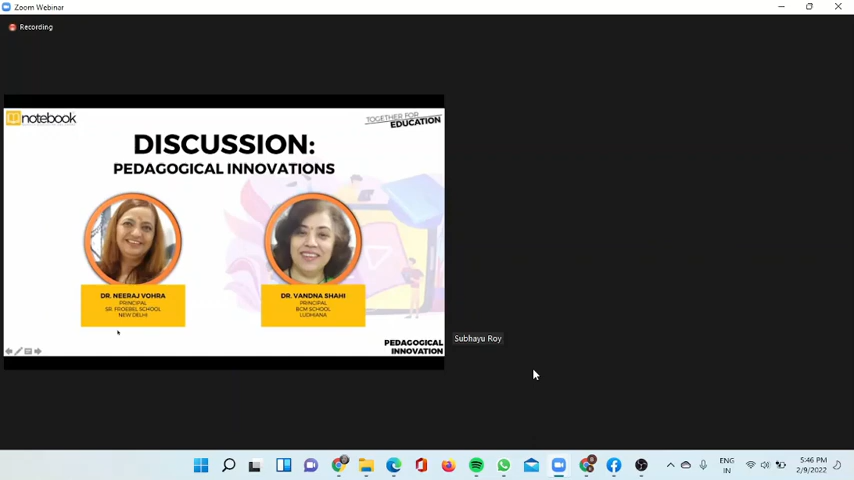 Zoom Webinar
Recording
notebook
TOGETHER FOR
EDUCATION
DISCUSSION:
PEDAGOGICAL INNOVATIONS
DR. NEERAJ VOHRA
PRINCIPAL
SR. FROEBEL SCHOOL
NEW DELHI
DR. VANDNA SHAHI
PRINCIPAL
BCM SCHOOL
LUDHIANA
PEDAGOGICAL
INNOVATION
Subhayu Roy
ENG
IN
5:46 PM
2/9/2022